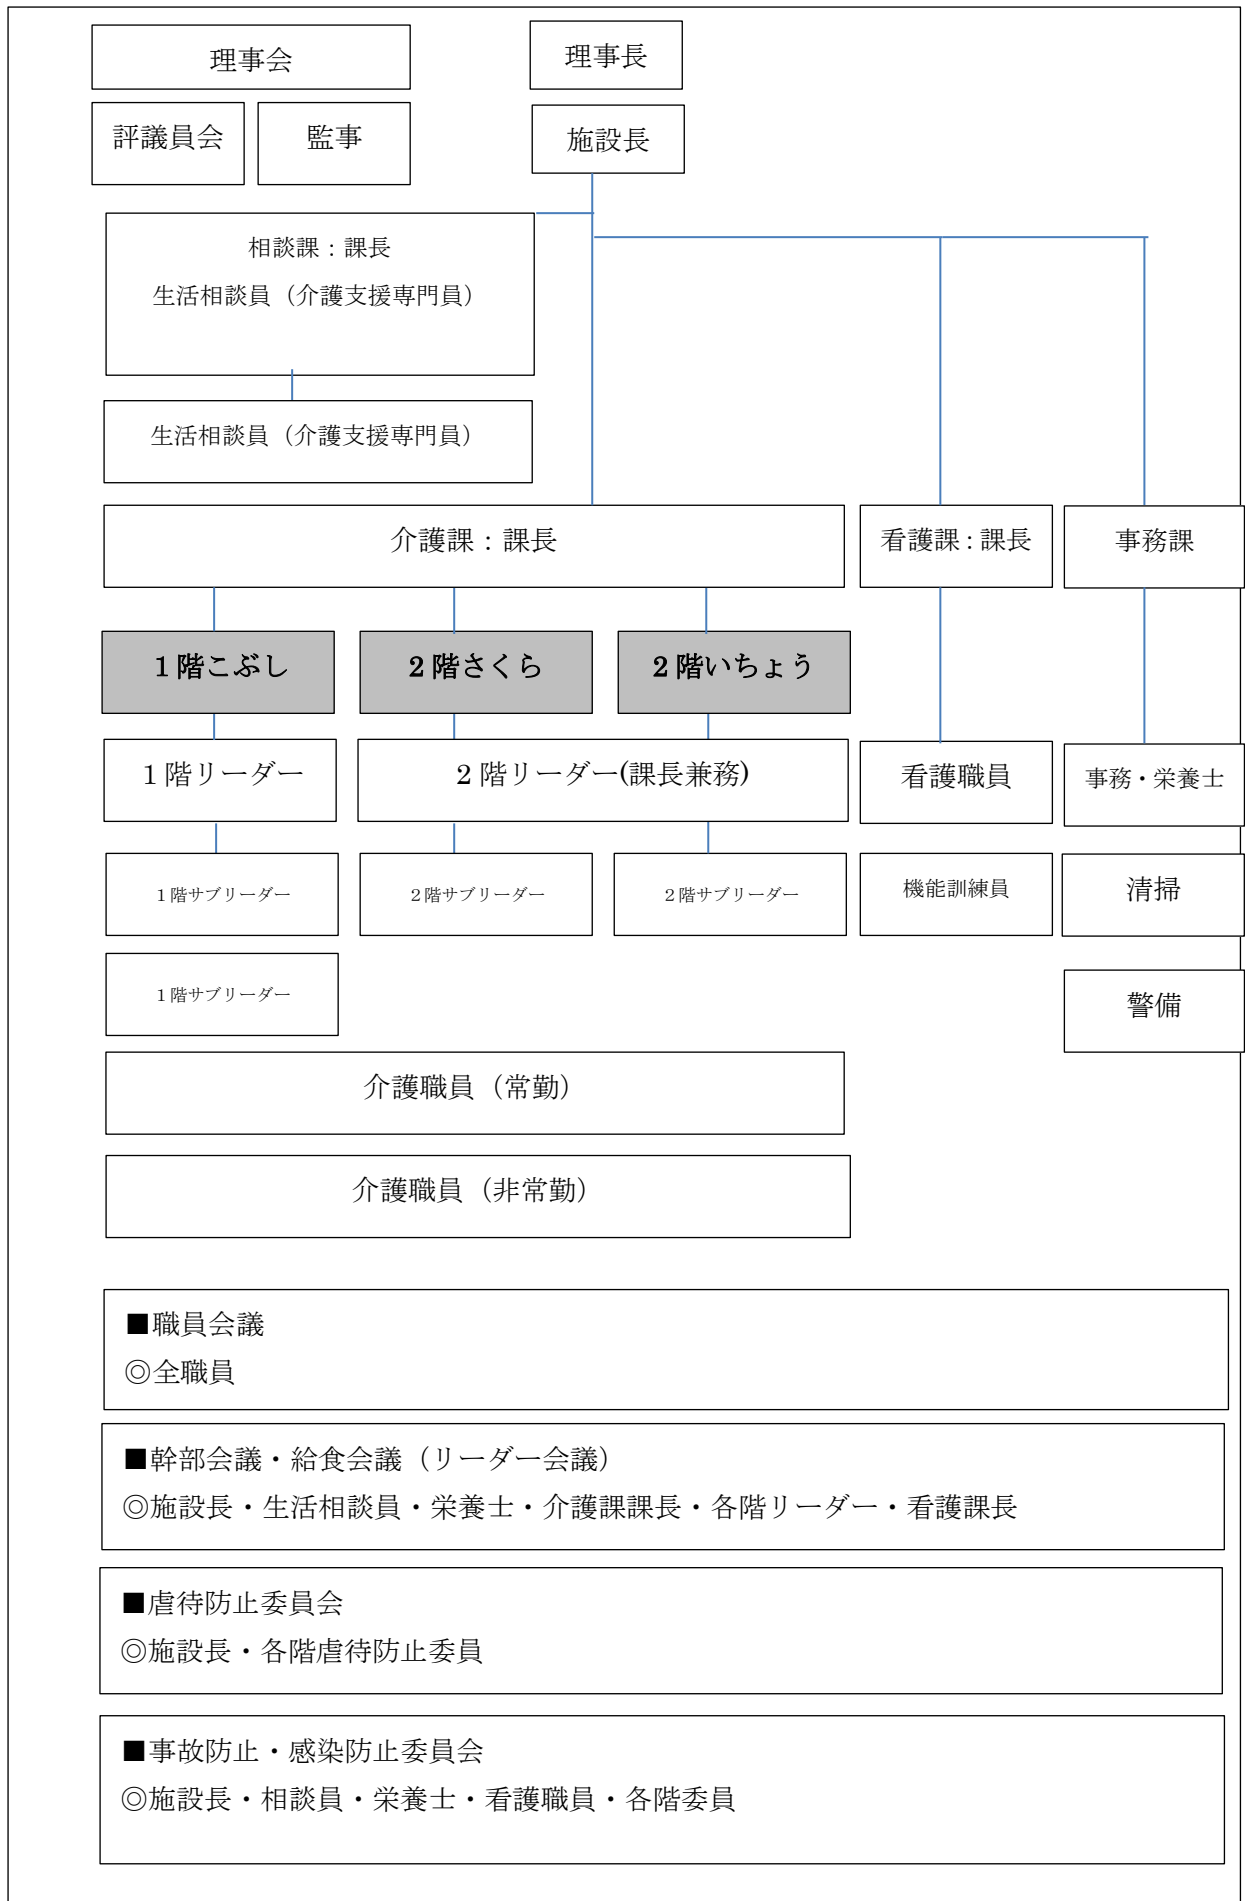 理事会
理事長
評議員会
監事
施設長
相談課：課長
生活相談員（介護支援専門員）
生活相談員（介護支援専門員）
介護課：課長
看護課：課長
事務課
1階こぶし
2階さくら
2階いちょう
1階リーダー
2階リーダー(課長兼務)
看護職員
事務・栄養士
1階サブリーダー
2階サブリーダー
2階サブリーダー
機能訓練員
清掃
1階サブリーダー
警備
介護職員（常勤）
介護職員（非常勤）
■職員会議
◎全職員
■幹部会議・給食会議（リーダー会議）
◎施設長・生活相談員・栄養士・介護課課長・各階リーダー・看護課長
■虐待防止委員会
◎施設長・各階虐待防止委員
■事故防止・感染防止委員会
◎施設長・相談員・栄養士・看護職員・各階委員